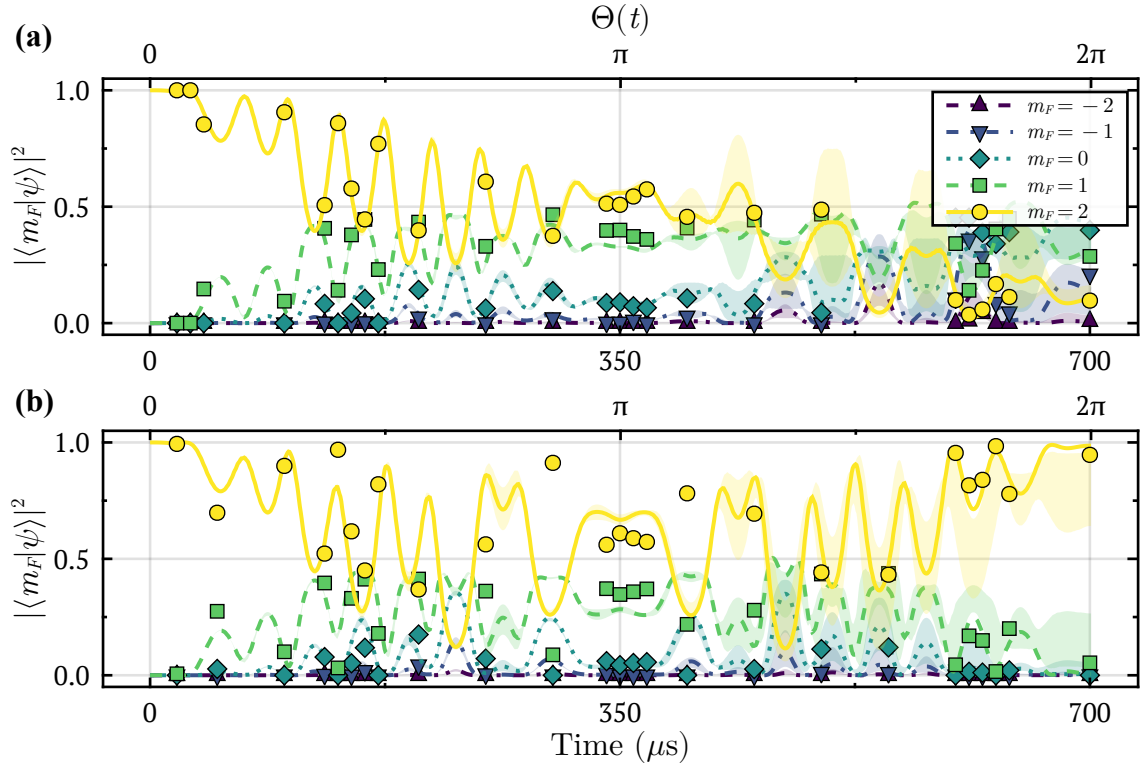 (a)
Θ(t)
0 π 2π
|⟨m_F|ψ⟩|²
1.0
0.5
0.0
m_F = −2
m_F = −1
m_F = 0
m_F = 1
m_F = 2
0 350 700
(b)
0 π 2π
|⟨m_F|ψ⟩|²
1.0
0.5
0.0
0 350 700
Time (μs)